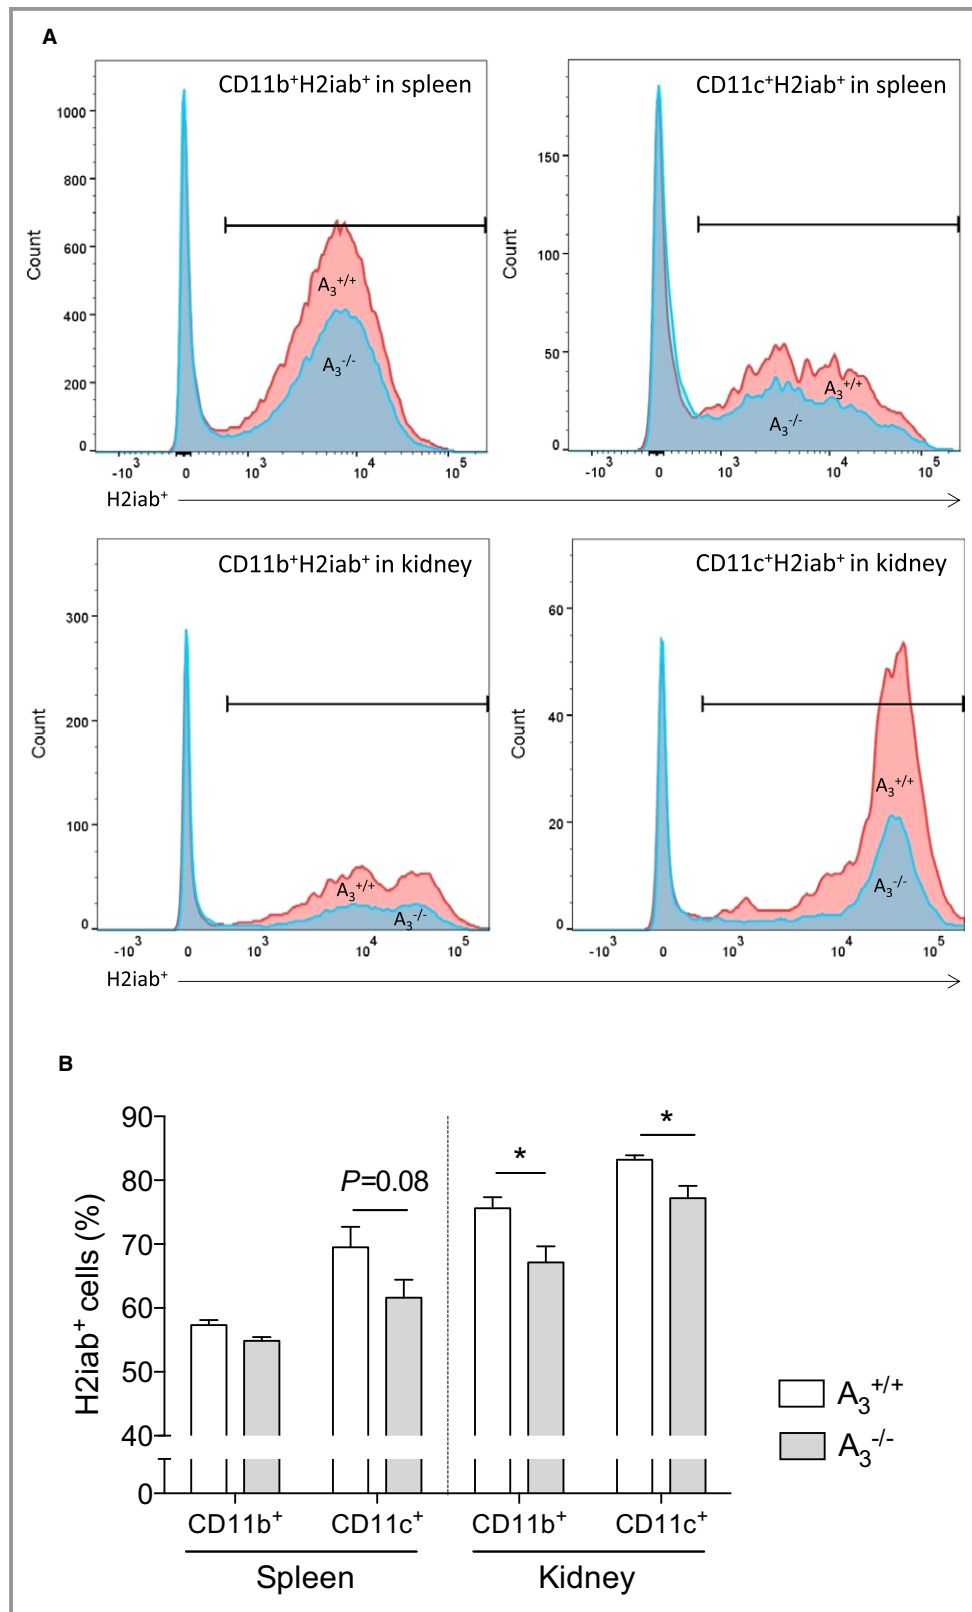 A
CD11b⁺H2iab⁺ in spleen
Count
1000
800
600
400
200
0
A₃⁺/⁺
A₃⁻/⁻
-10³ 0 10³ 10⁴ 10⁵
CD11c⁺H2iab⁺ in spleen
Count
150
100
50
0
A₃⁺/⁺
A₃⁻/⁻
-10³ 0 10³ 10⁴ 10⁵
H2iab⁺
CD11b⁺H2iab⁺ in kidney
Count
300
200
100
0
A₃⁺/⁺
A₃⁻/⁻
-10³ 0 10³ 10⁴ 10⁵
CD11c⁺H2iab⁺ in kidney
Count
60
40
20
0
A₃⁺/⁺
A₃⁻/⁻
-10³ 0 10³ 10⁴ 10⁵
H2iab⁺
B
H2iab⁺ cells (%)
90
80
70
60
50
40
0
P=0.08
*
*
CD11b⁺ CD11c⁺ CD11b⁺ CD11c⁺
Spleen Kidney
A₃⁺/⁺
A₃⁻/⁻